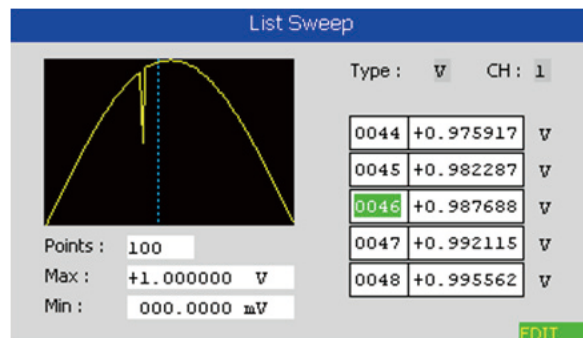 List Sweep
Type : V CH : 1
0044 +0.975917 V
0045 +0.982287 V
0046 +0.987688 V
0047 +0.992115 V
0048 +0.995562 V
Points : 100
Max : +1.000000 V
Min : 000.0000 mV
EDIT